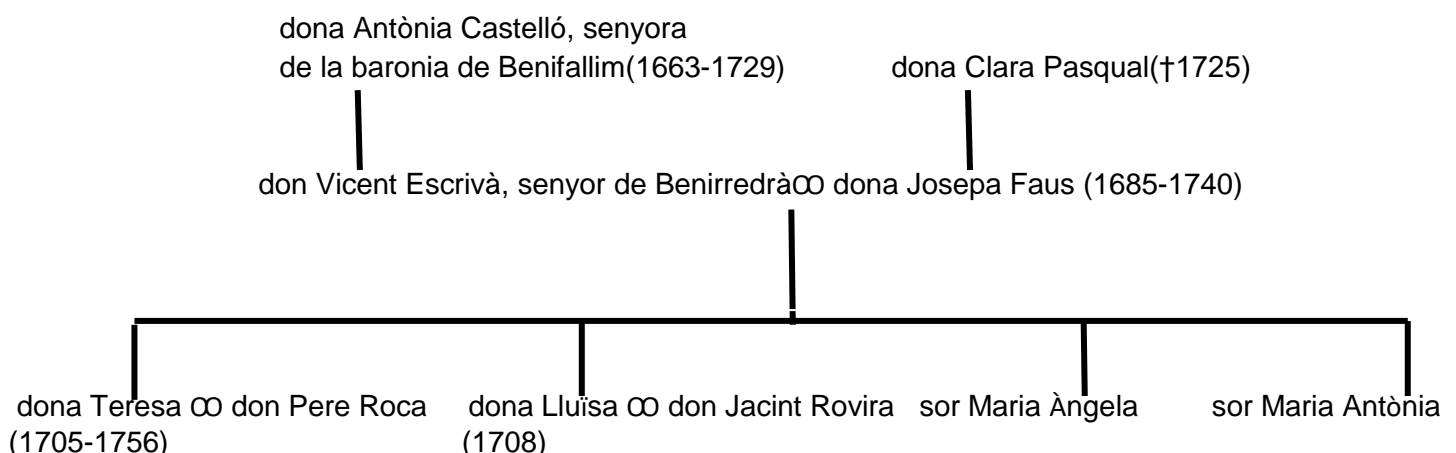 dona Antònia Castelló, senyora
de la baronia de Benifallim(1663-1729) dona Clara Pasqual(†1725)
don Vicent Escrivà, senyor de Benirredràꝏ dona Josepa Faus (1685-1740)
dona Teresa ꝏ don Pere Roca dona Lluïsa ꝏ don Jacint Rovira sor Maria Àngela sor Maria Antònia
(1705-1756) (1708)